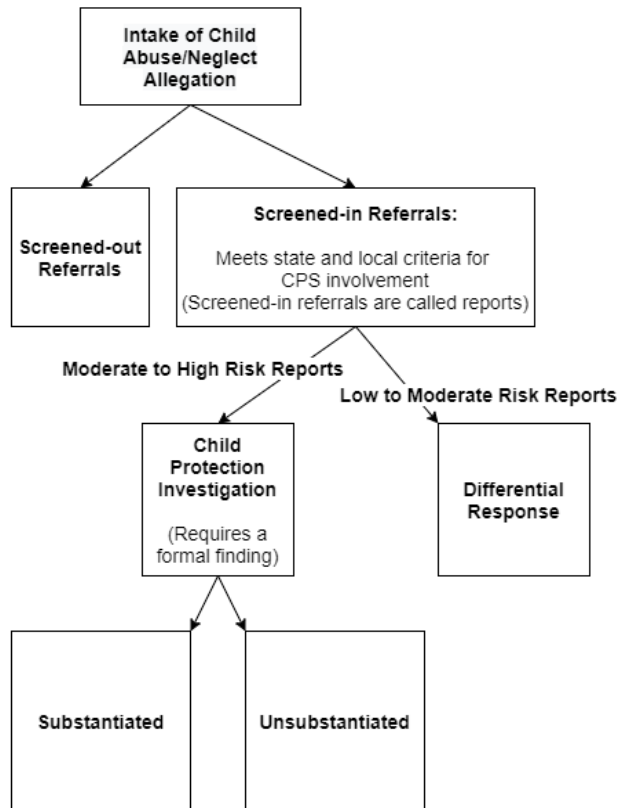 Intake of Child
Abuse/Neglect
Allegation
Screened-out
Referrals
Screened-in Referrals:
Meets state and local criteria for
CPS involvement
(Screened-in referrals are called reports)
Moderate to High Risk Reports
Low to Moderate Risk Reports
Child
Protection
Investigation
(Requires a
formal finding)
Differential
Response
Substantiated
Unsubstantiated